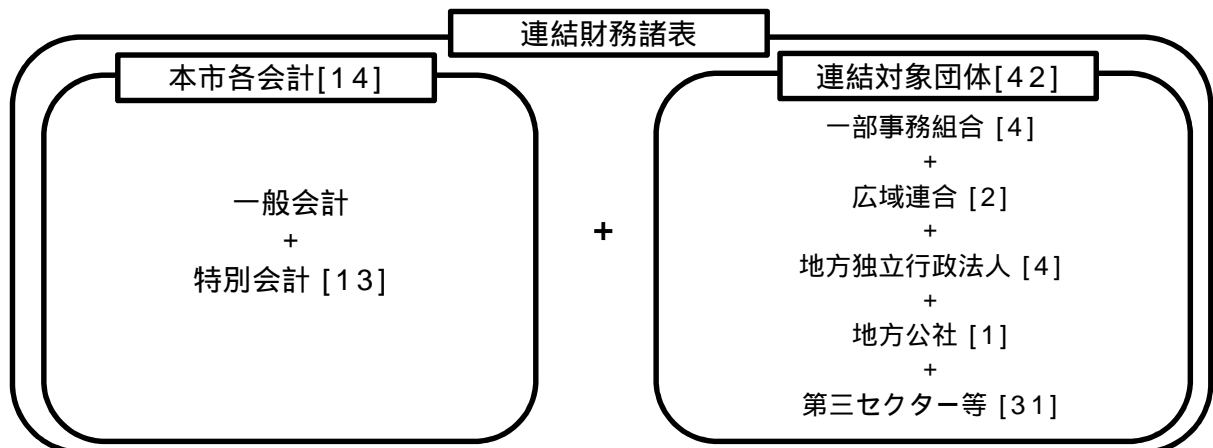 連結財務諸表
本市各会計[14]
一般会計
+
特別会計 [13]
+
連結対象団体[42]
一部事務組合 [4]
+
広域連合 [2]
+
地方独立行政法人 [4]
+
地方公社 [1]
+
第三セクター等 [31]